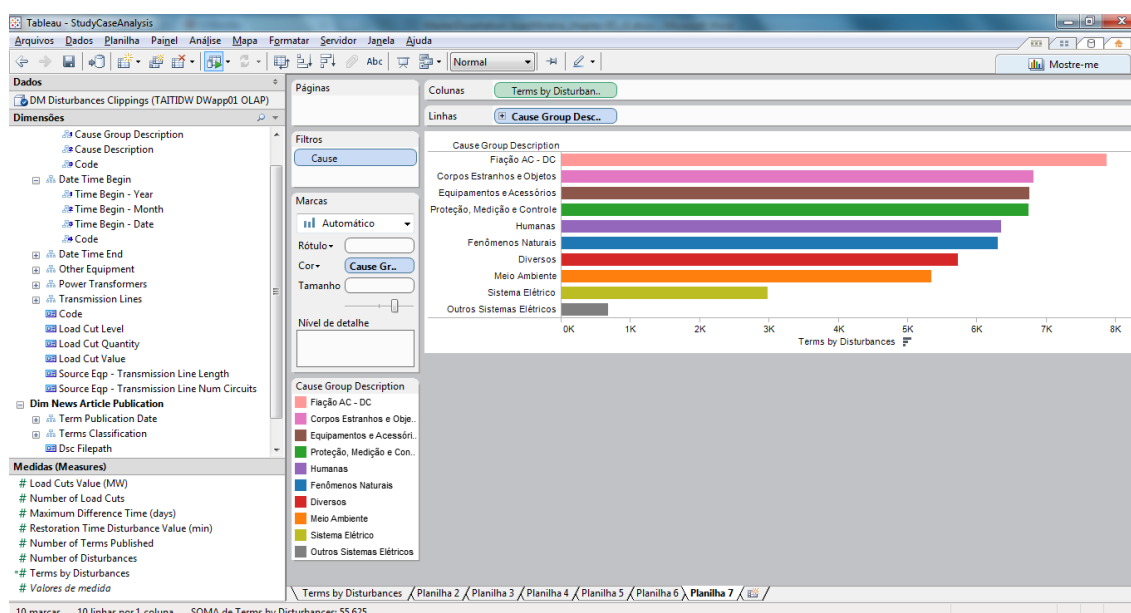 Tableau - StudyCaseAnalysis
Arquivos Dados Planilha Painel Análise Mapa Formatar Servidor Janela Ajuda
Abc Normal
Mostre-me
Dados
DM Disturbances Clippings (TAITIDW DWapp01 OLAP)
Dimensões
Cause Group Description
Cause Description
Code
Date Time Begin
Time Begin - Year
Time Begin - Month
Time Begin - Date
Code
Date Time End
Other Equipment
Power Transformers
Transmission Lines
Code
Load Cut Level
Load Cut Quantity
Load Cut Value
Source Eqp - Transmission Line Length
Source Eqp - Transmission Line Num Circuits
Dim News Article Publication
Term Publication Date
Terms Classification
Dsc Filepath
Medidas (Measures)
# Load Cuts Value (MW)
# Number of Load Cuts
# Maximum Difference Time (days)
# Restoration Time Disturbance Value (min)
# Number of Terms Published
# Number of Disturbances
# Terms by Disturbances
# Valores de medida
Páginas
Filtros
Cause
Marcas
Automático
Rótulo
Cor Cause Gr..
Tamanho
Nível de detalhe
Cause Group Description
Fiação AC - DC
Corpos Estranhos e Obje..
Equipamentos e Acessóri..
Proteção, Medição e Con..
Humanas
Fenômenos Naturais
Diversos
Meio Ambiente
Sistema Elétrico
Outros Sistemas Elétricos
Colunas Terms by Disturban..
Linhas Cause Group Desc..
Cause Group Description
Fiação AC - DC
Corpos Estranhos e Objetos
Equipamentos e Acessórios
Proteção, Medição e Controle
Humanas
Fenômenos Naturais
Diversos
Meio Ambiente
Sistema Elétrico
Outros Sistemas Elétricos
0K 1K 2K 3K 4K 5K 6K 7K 8K
Terms by Disturbances
Terms by Disturbances Planilha 2 Planilha 3 Planilha 4 Planilha 5 Planilha 6 Planilha 7
10 marcas 10 linhas por 1 coluna SOMA de Terms by Disturbances: 55.625